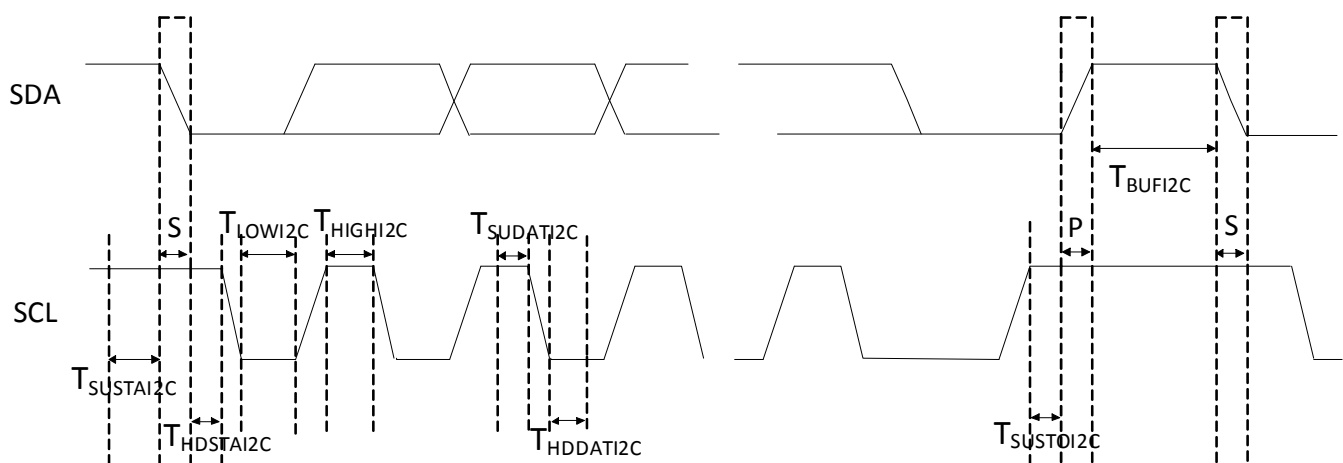 SDA
T_BUFI2C
S
T_LOWI2C
T_HIGHI2C
T_SUDATI2C
P
S
SCL
T_SUSTAI2C
T_HDSTAI2C
T_HDDATI2C
T_SUSTOI2C